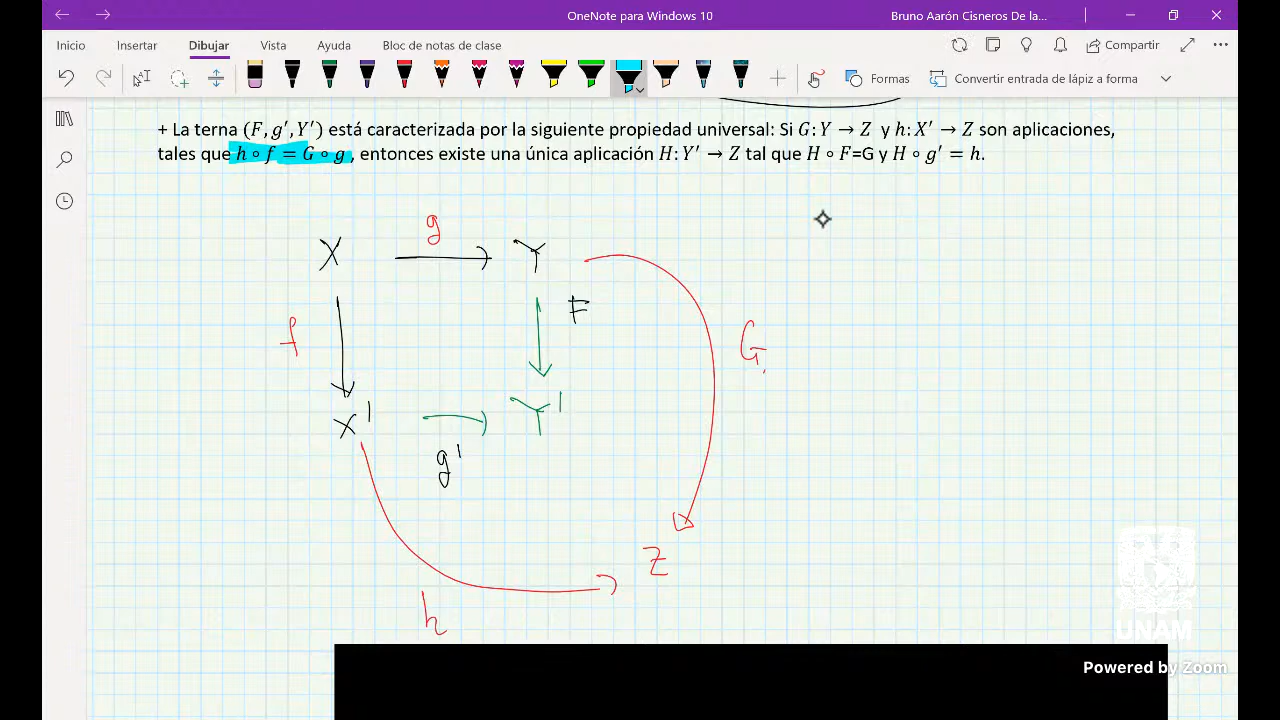 OneNote para Windows 10
Bruno Aarón Cisneros De la...
Inicio
Insertar
Dibujar
Vista
Ayuda
Bloc de notas de clase
Compartir
Formas
Convertir entrada de lápiz a forma
+ La terna (F, g′, Y′) está caracterizada por la siguiente propiedad universal: Si G: Y → Z y h: X′ → Z son aplicaciones,
tales que h ∘ f = G ∘ g , entonces existe una única aplicación H: Y′ → Z tal que H ∘ F=G y H ∘ g′ = h.
g
X
Y
F
f
G
X'
Y'
g'
Z
h
UNAM
Powered by Zoom